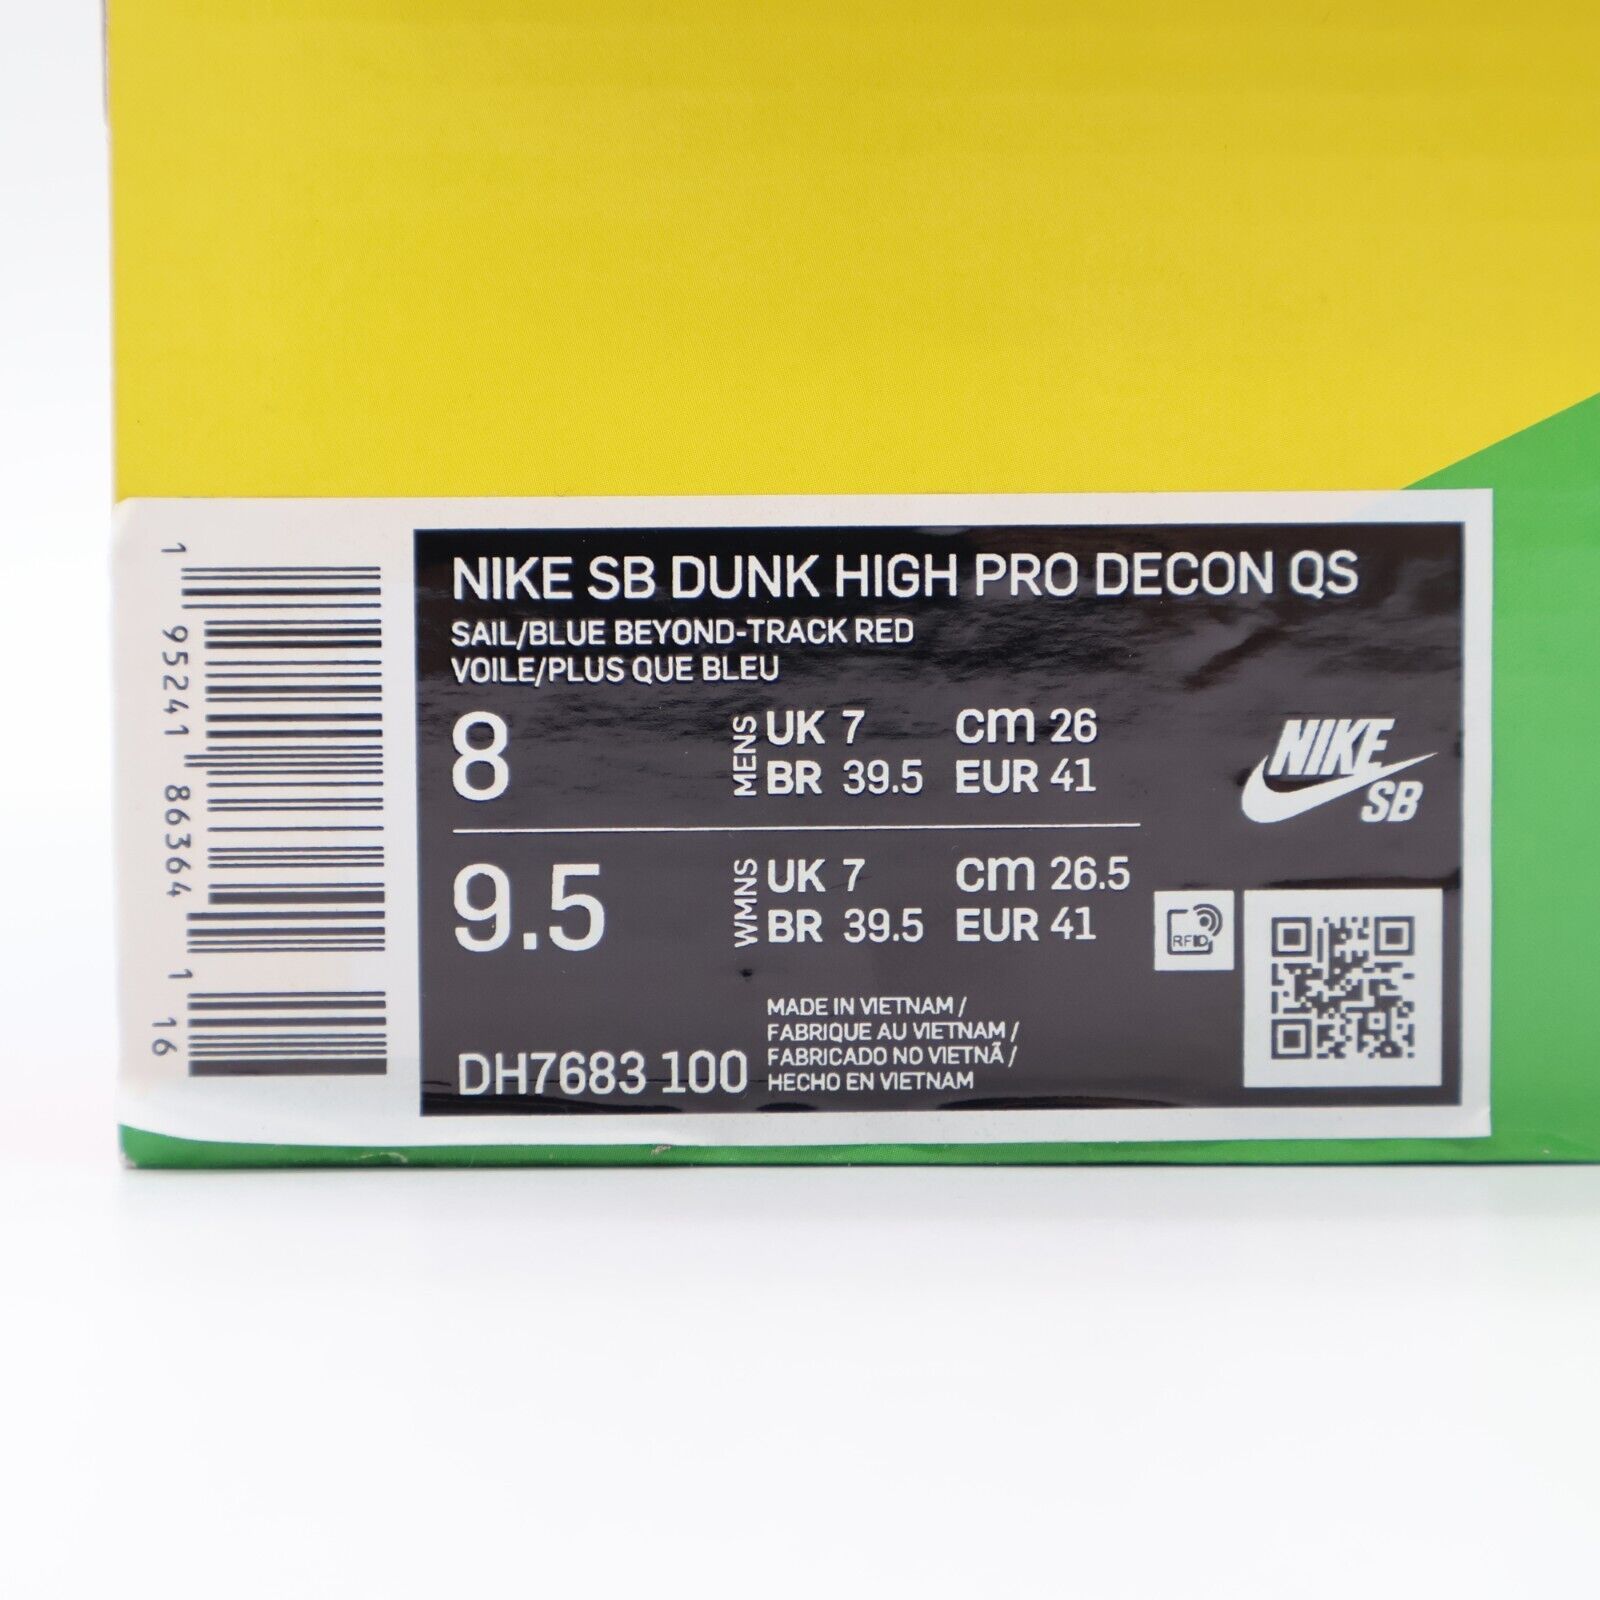 NIKE SB DUNK HIGH PRO DECON QS
SAIL/BLUE BEYOND-TRACK RED
VOILE/PLUS QUE BLEU
8 MENS UK 7 cm 26
BR 39.5 EUR 41
9.5 WMNS UK 7 cm 26.5
BR 39.5 EUR 41
MADE IN VIETNAM /
FABRIQUE AU VIETNAM /
FABRICADO NO VIETNÃ /
HECHO EN VIETNAM
DH7683 100
NIKE
SB
RFID
1 95241 86364 1 16